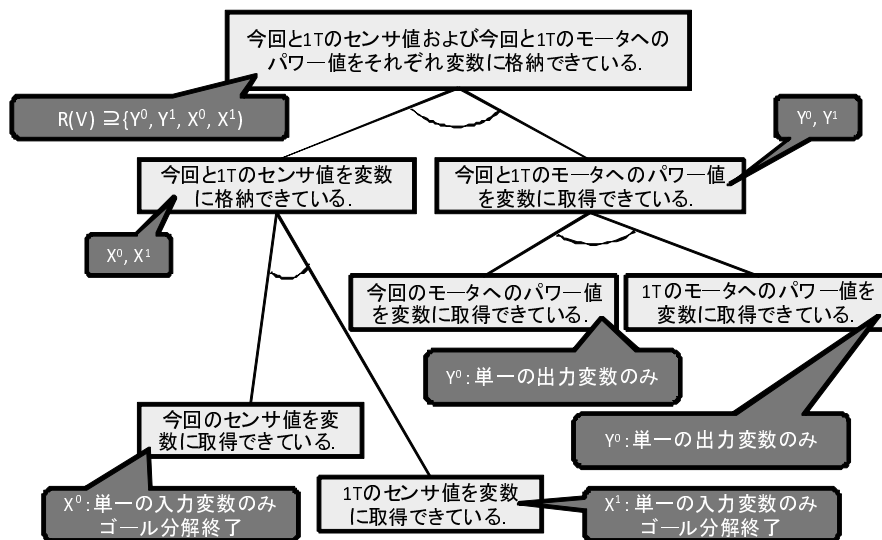 今回と1Tのセンサ値および今回と1Tのモータへの
パワー値をそれぞれ変数に格納できている.
R(V) ⊇{Y⁰, Y¹, X⁰, X¹)
Y⁰, Y¹
今回と1Tのセンサ値を変数
に格納できている.
今回と1Tのモータへのパワー値
を変数に取得できている.
X⁰, X¹
今回のモータへのパワー値
を変数に取得できている.
1Tのモータへのパワー値を
変数に取得できている.
Y⁰:単一の出力変数のみ
今回のセンサ値を変
数に取得できている.
Y⁰:単一の出力変数のみ
X⁰:単一の入力変数のみ
ゴール分解終了
1Tのセンサ値を変数
に取得できている.
X¹:単一の入力変数のみ
ゴール分解終了